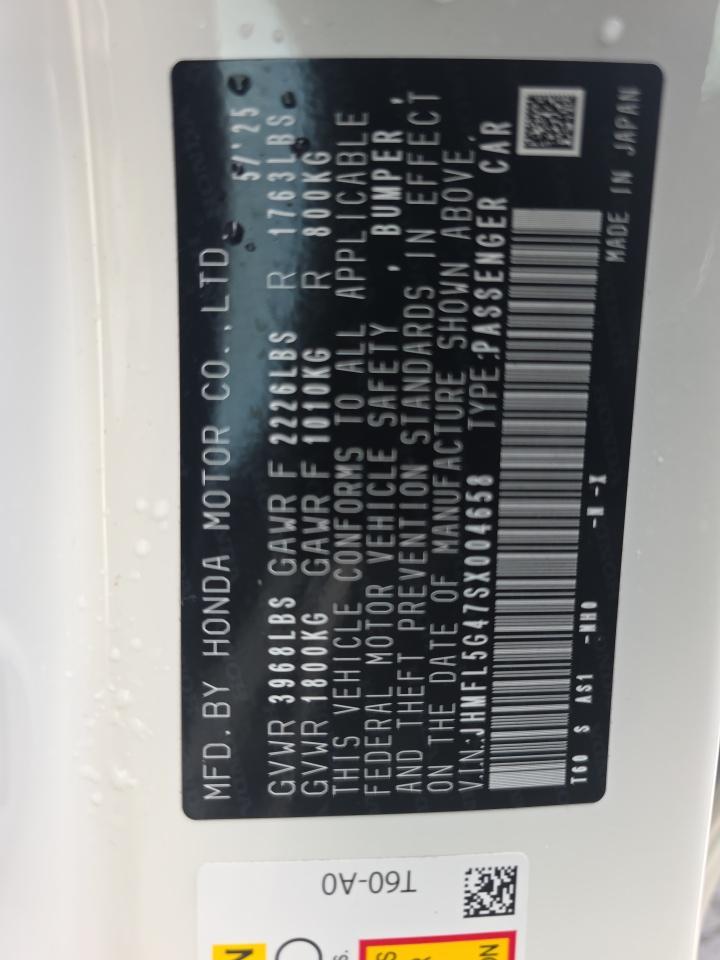 MFD. BY HONDA MOTOR CO., LTD. 5/'25
GVWR 3968LBS GAWR F 2226LBS R 1763LBS
GVWR 1800KG GAWR F 1010KG R 800KG
THIS VEHICLE CONFORMS TO ALL APPLICABLE
FEDERAL MOTOR VEHICLE SAFETY , BUMPER ,
AND THEFT PREVENTION STANDARDS IN EFFECT
ON THE DATE OF MANUFACTURE SHOWN ABOVE.
V.I.N.:JHMFL5G47SX004658 TYPE:PASSENGER CAR
T60 S AS1 -NH0 -N -X
MADE IN JAPAN
T60-A0